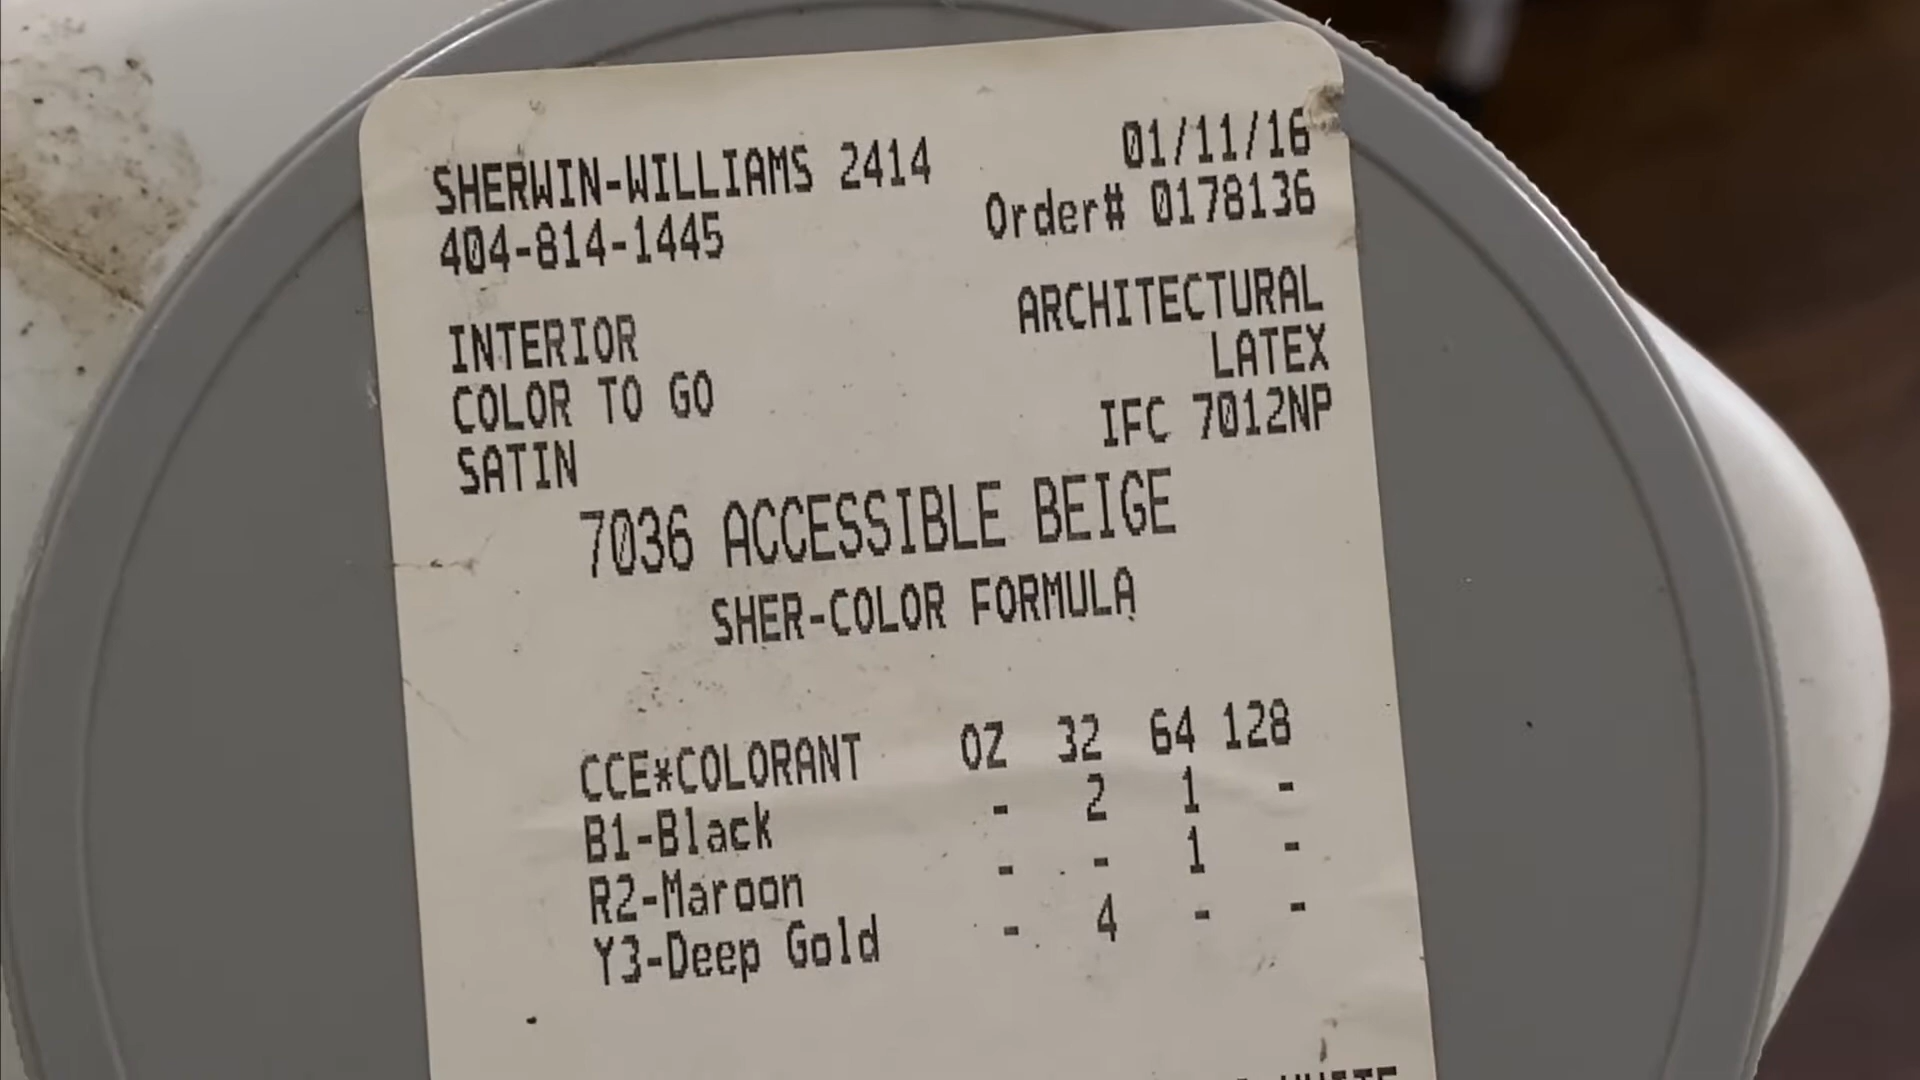 SHERWIN-WILLIAMS 2414 01/11/16
404-814-1445 Order# 0178136
INTERIOR ARCHITECTURAL
COLOR TO GO LATEX
SATIN IFC 7012NP
7036 ACCESSIBLE BEIGE
SHER-COLOR FORMULA
CCE*COLORANT OZ 32 64 128
B1-Black - 2 1 -
R2-Maroon - - 1 -
Y3-Deep Gold - 4 - -
WHITE